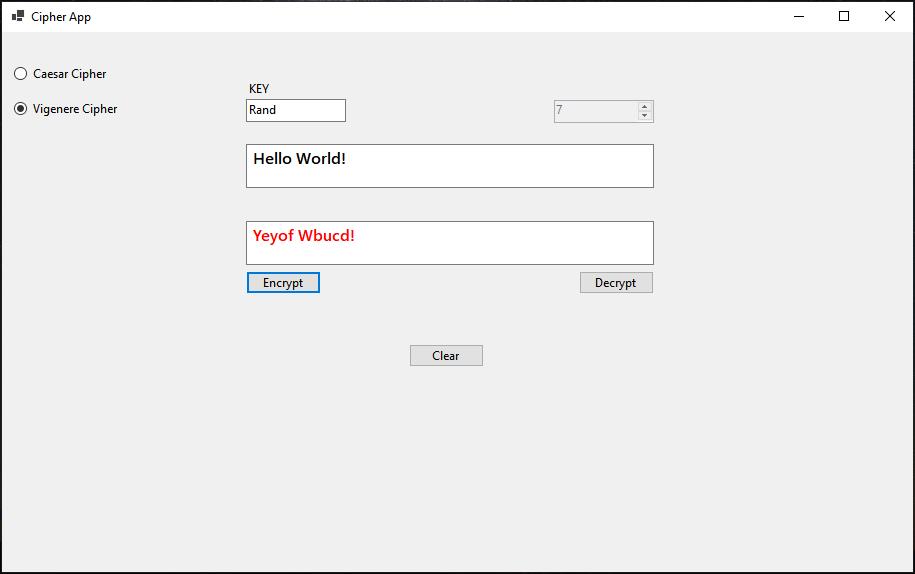 Cipher App
Caesar Cipher
KEY
Vigenere Cipher
Rand
7
Hello World!
Yeyof Wbucd!
Encrypt
Decrypt
Clear